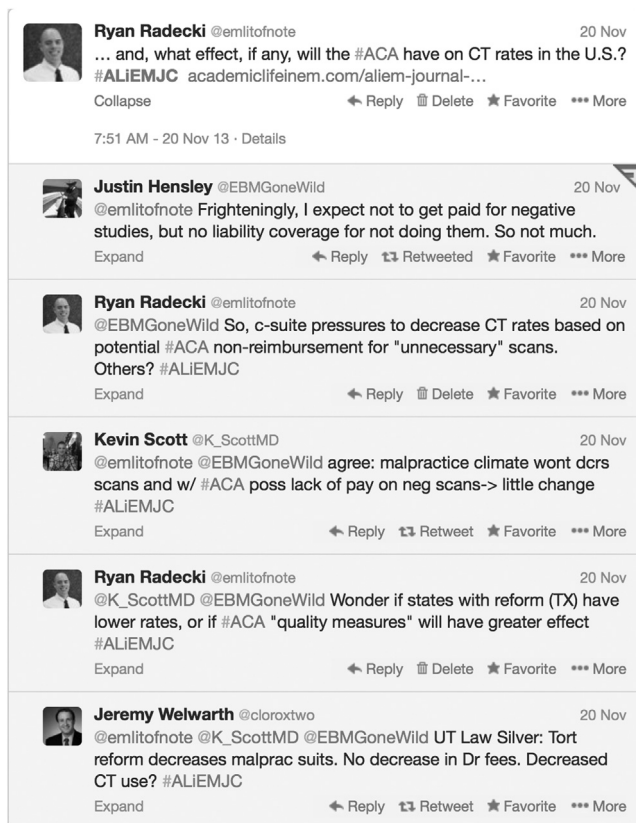 Ryan Radecki @emlitofnote 20 Nov
... and, what effect, if any, will the #ACA have on CT rates in the U.S.?
#ALiEMJC academiclifeinem.com/aliem-journal-...
Collapse Reply Delete Favorite More
7:51 AM - 20 Nov 13 · Details
Justin Hensley @EBMGoneWild 20 Nov
@emlitofnote Frighteningly, I expect not to get paid for negative
studies, but no liability coverage for not doing them. So not much.
Expand Reply Retweeted Favorite More
Ryan Radecki @emlitofnote 20 Nov
@EBMGoneWild So, c-suite pressures to decrease CT rates based on
potential #ACA non-reimbursement for "unnecessary" scans.
Others? #ALiEMJC
Expand Reply Delete Favorite More
Kevin Scott @K_ScottMD 20 Nov
@emlitofnote @EBMGoneWild agree: malpractice climate wont dcrs
scans and w/ #ACA poss lack of pay on neg scans-> little change
#ALiEMJC
Expand Reply Retweet Favorite More
Ryan Radecki @emlitofnote 20 Nov
@K_ScottMD @EBMGoneWild Wonder if states with reform (TX) have
lower rates, or if #ACA "quality measures" will have greater effect
#ALiEMJC
Expand Reply Delete Favorite More
Jeremy Welwarth @cloroxtwo 20 Nov
@emlitofnote @K_ScottMD @EBMGoneWild UT Law Silver: Tort
reform decreases malprac suits. No decrease in Dr fees. Decreased
CT use? #ALiEMJC
Expand Reply Retweet Favorite More